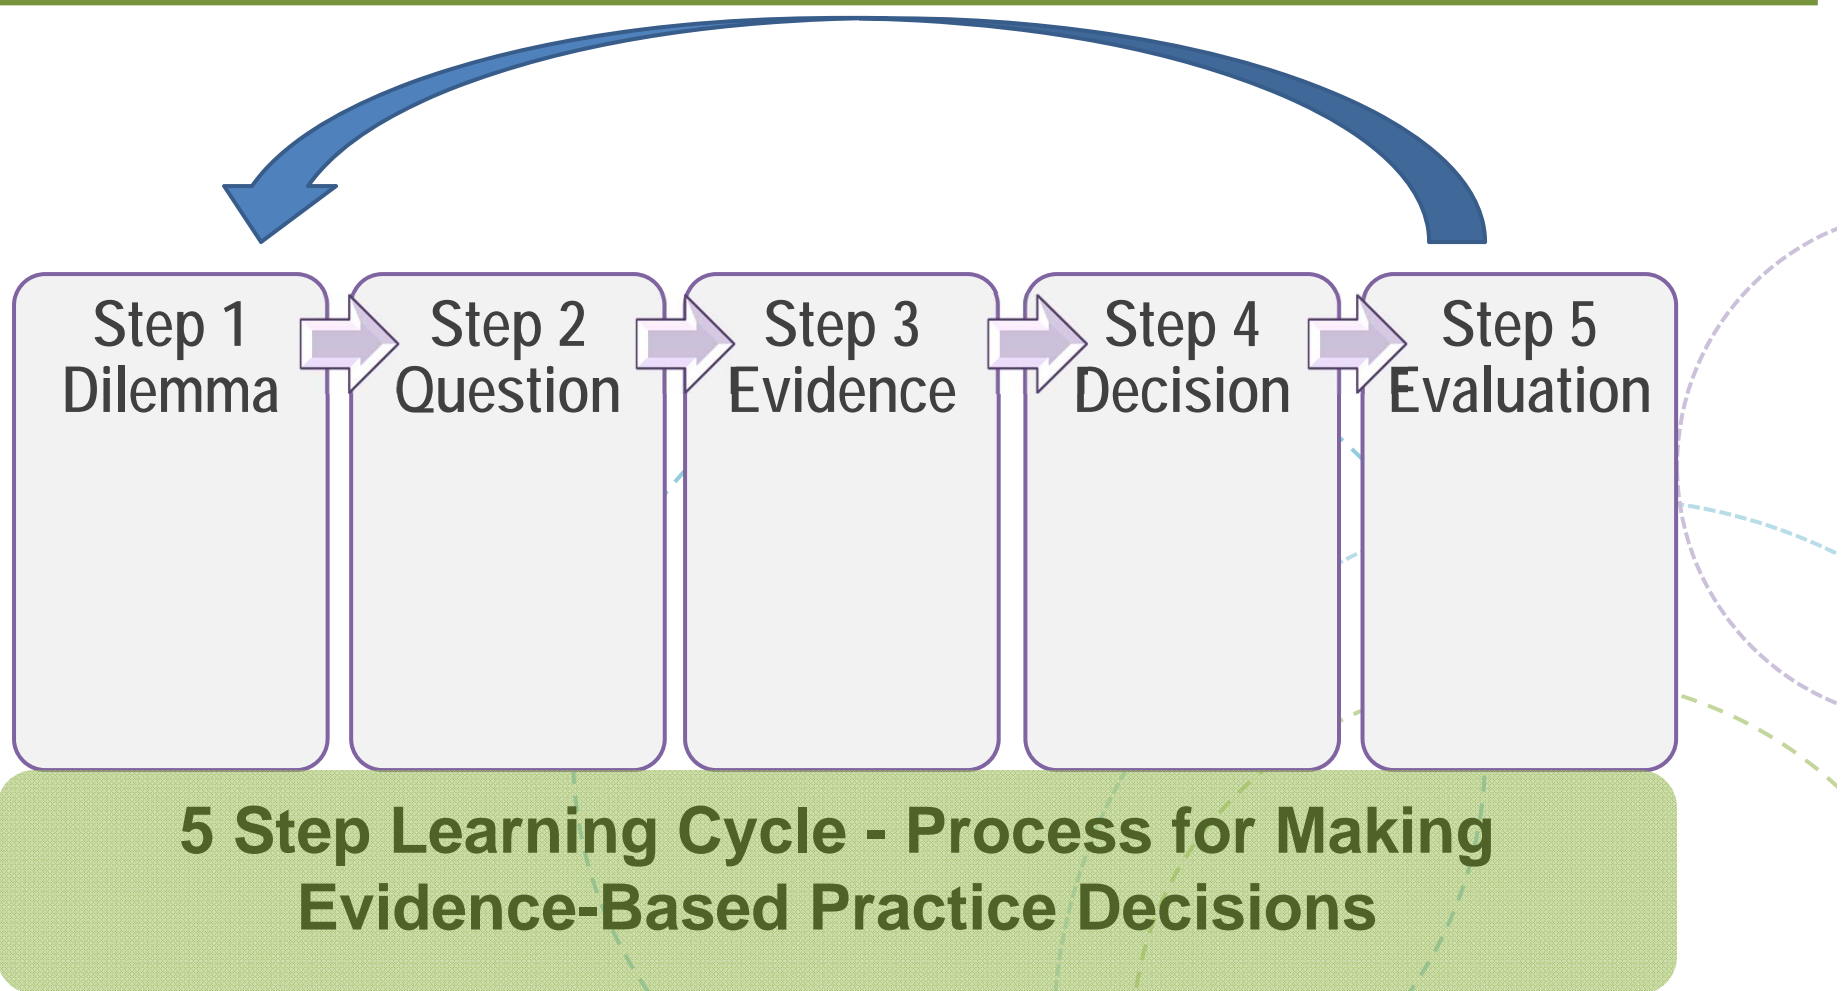 Step 1
Dilemma
Step 2
Question
Step 3
Evidence
Step 4
Decision
Step 5
Evaluation
5 Step Learning Cycle - Process for Making
Evidence-Based Practice Decisions